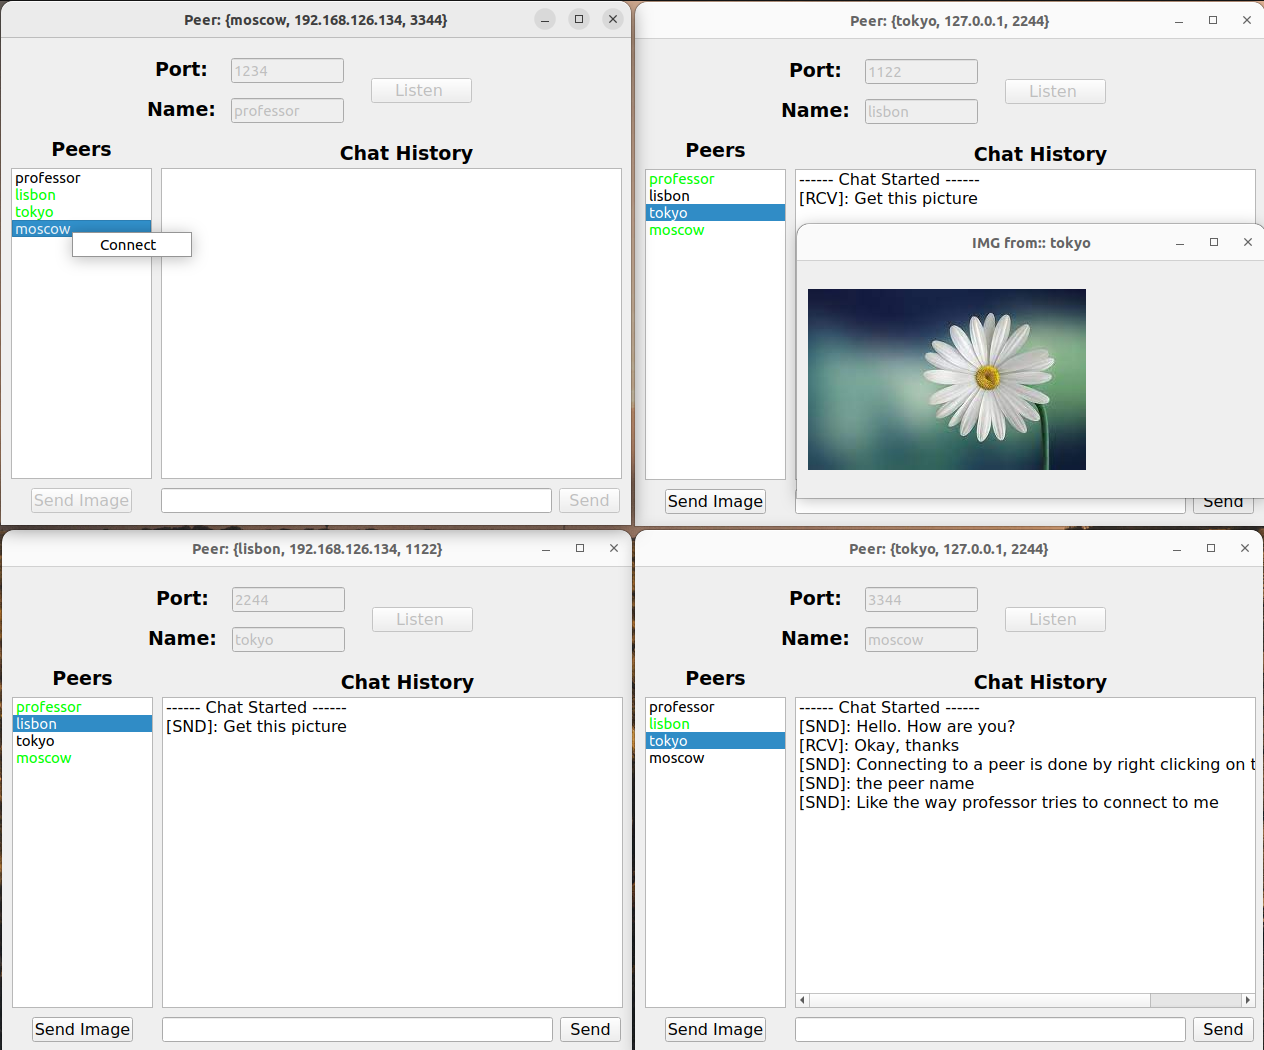 Peer: {moscow, 192.168.126.134, 3344}
Port:
1234
Listen
Name:
professor
Peers
Chat History
professor
lisbon
tokyo
moscow
Connect
Send Image
Send
Peer: {tokyo, 127.0.0.1, 2244}
Port:
1122
Listen
Name:
lisbon
Peers
Chat History
professor
lisbon
tokyo
moscow
------ Chat Started ------
[RCV]: Get this picture
IMG from:: tokyo
Send Image
Send
Peer: {lisbon, 192.168.126.134, 1122}
Port:
2244
Listen
Name:
tokyo
Peers
Chat History
professor
lisbon
tokyo
moscow
------ Chat Started ------
[SND]: Get this picture
Send Image
Send
Peer: {tokyo, 127.0.0.1, 2244}
Port:
3344
Listen
Name:
moscow
Peers
Chat History
professor
lisbon
tokyo
moscow
------ Chat Started ------
[SND]: Hello. How are you?
[RCV]: Okay, thanks
[SND]: Connecting to a peer is done by right clicking on
[SND]: the peer name
[SND]: Like the way professor tries to connect to me
Send Image
Send